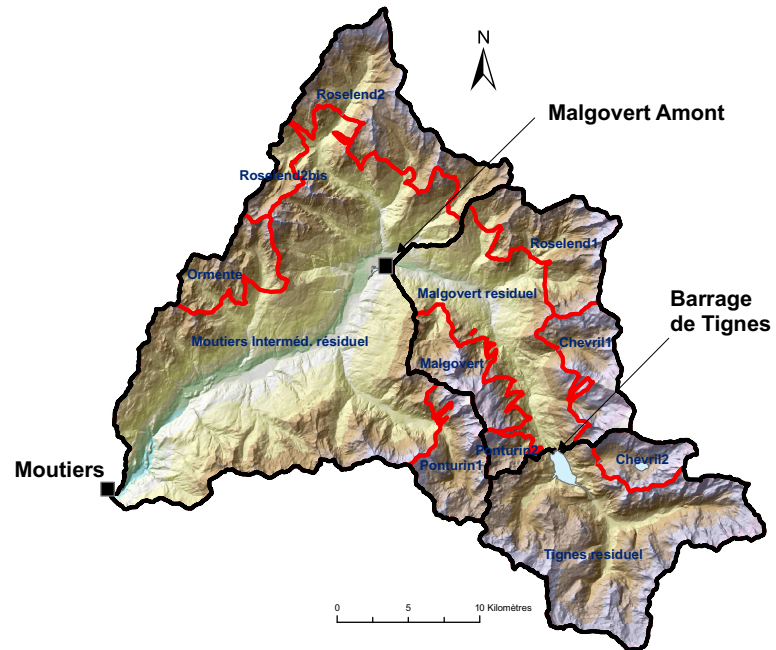 N
Roselend2
Malgovert Amont
Roselend2bis
Roselend1
Ormente
Malgovert residuel
Barrage
de Tignes
Moutiers Interméd. résiduel
Chevril1
Malgovert
Moutiers
Ponturin1
Ponturin2
Chevril2
Tignes residuel
0 5 10 Kilomètres